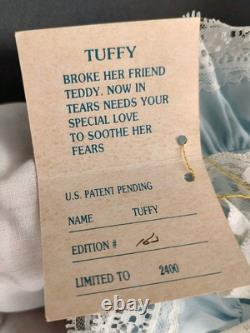 TUFFY
BROKE HER FRIEND
TEDDY. NOW IN
TEARS NEEDS YOUR
SPECIAL LOVE
TO SOOTHE HER
FEARS
U.S. PATENT PENDING
NAME TUFFY
EDITION #
LIMITED TO 2400